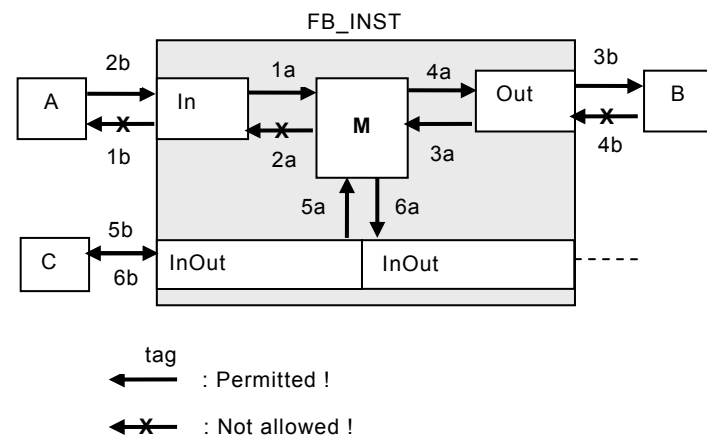 FB_INST
2b
1a
4a
3b
A
In
M
Out
B
1b
2a
3a
4b
5a
6a
5b
C
6b
InOut
InOut
tag
: Permitted !
X : Not allowed !